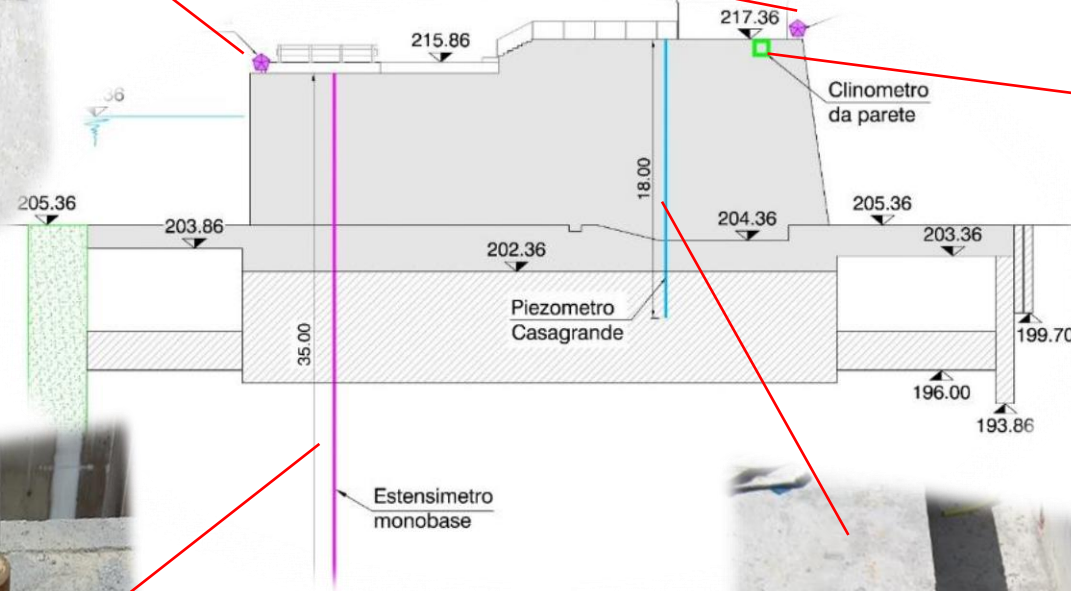 217.36
215.86
Clinometro
da parete
36
18.00
205.36
203.86
204.36
205.36
203.36
202.36
Piezometro
Casagrande
35.00
199.70
196.00
193.86
Estensimetro
monobase